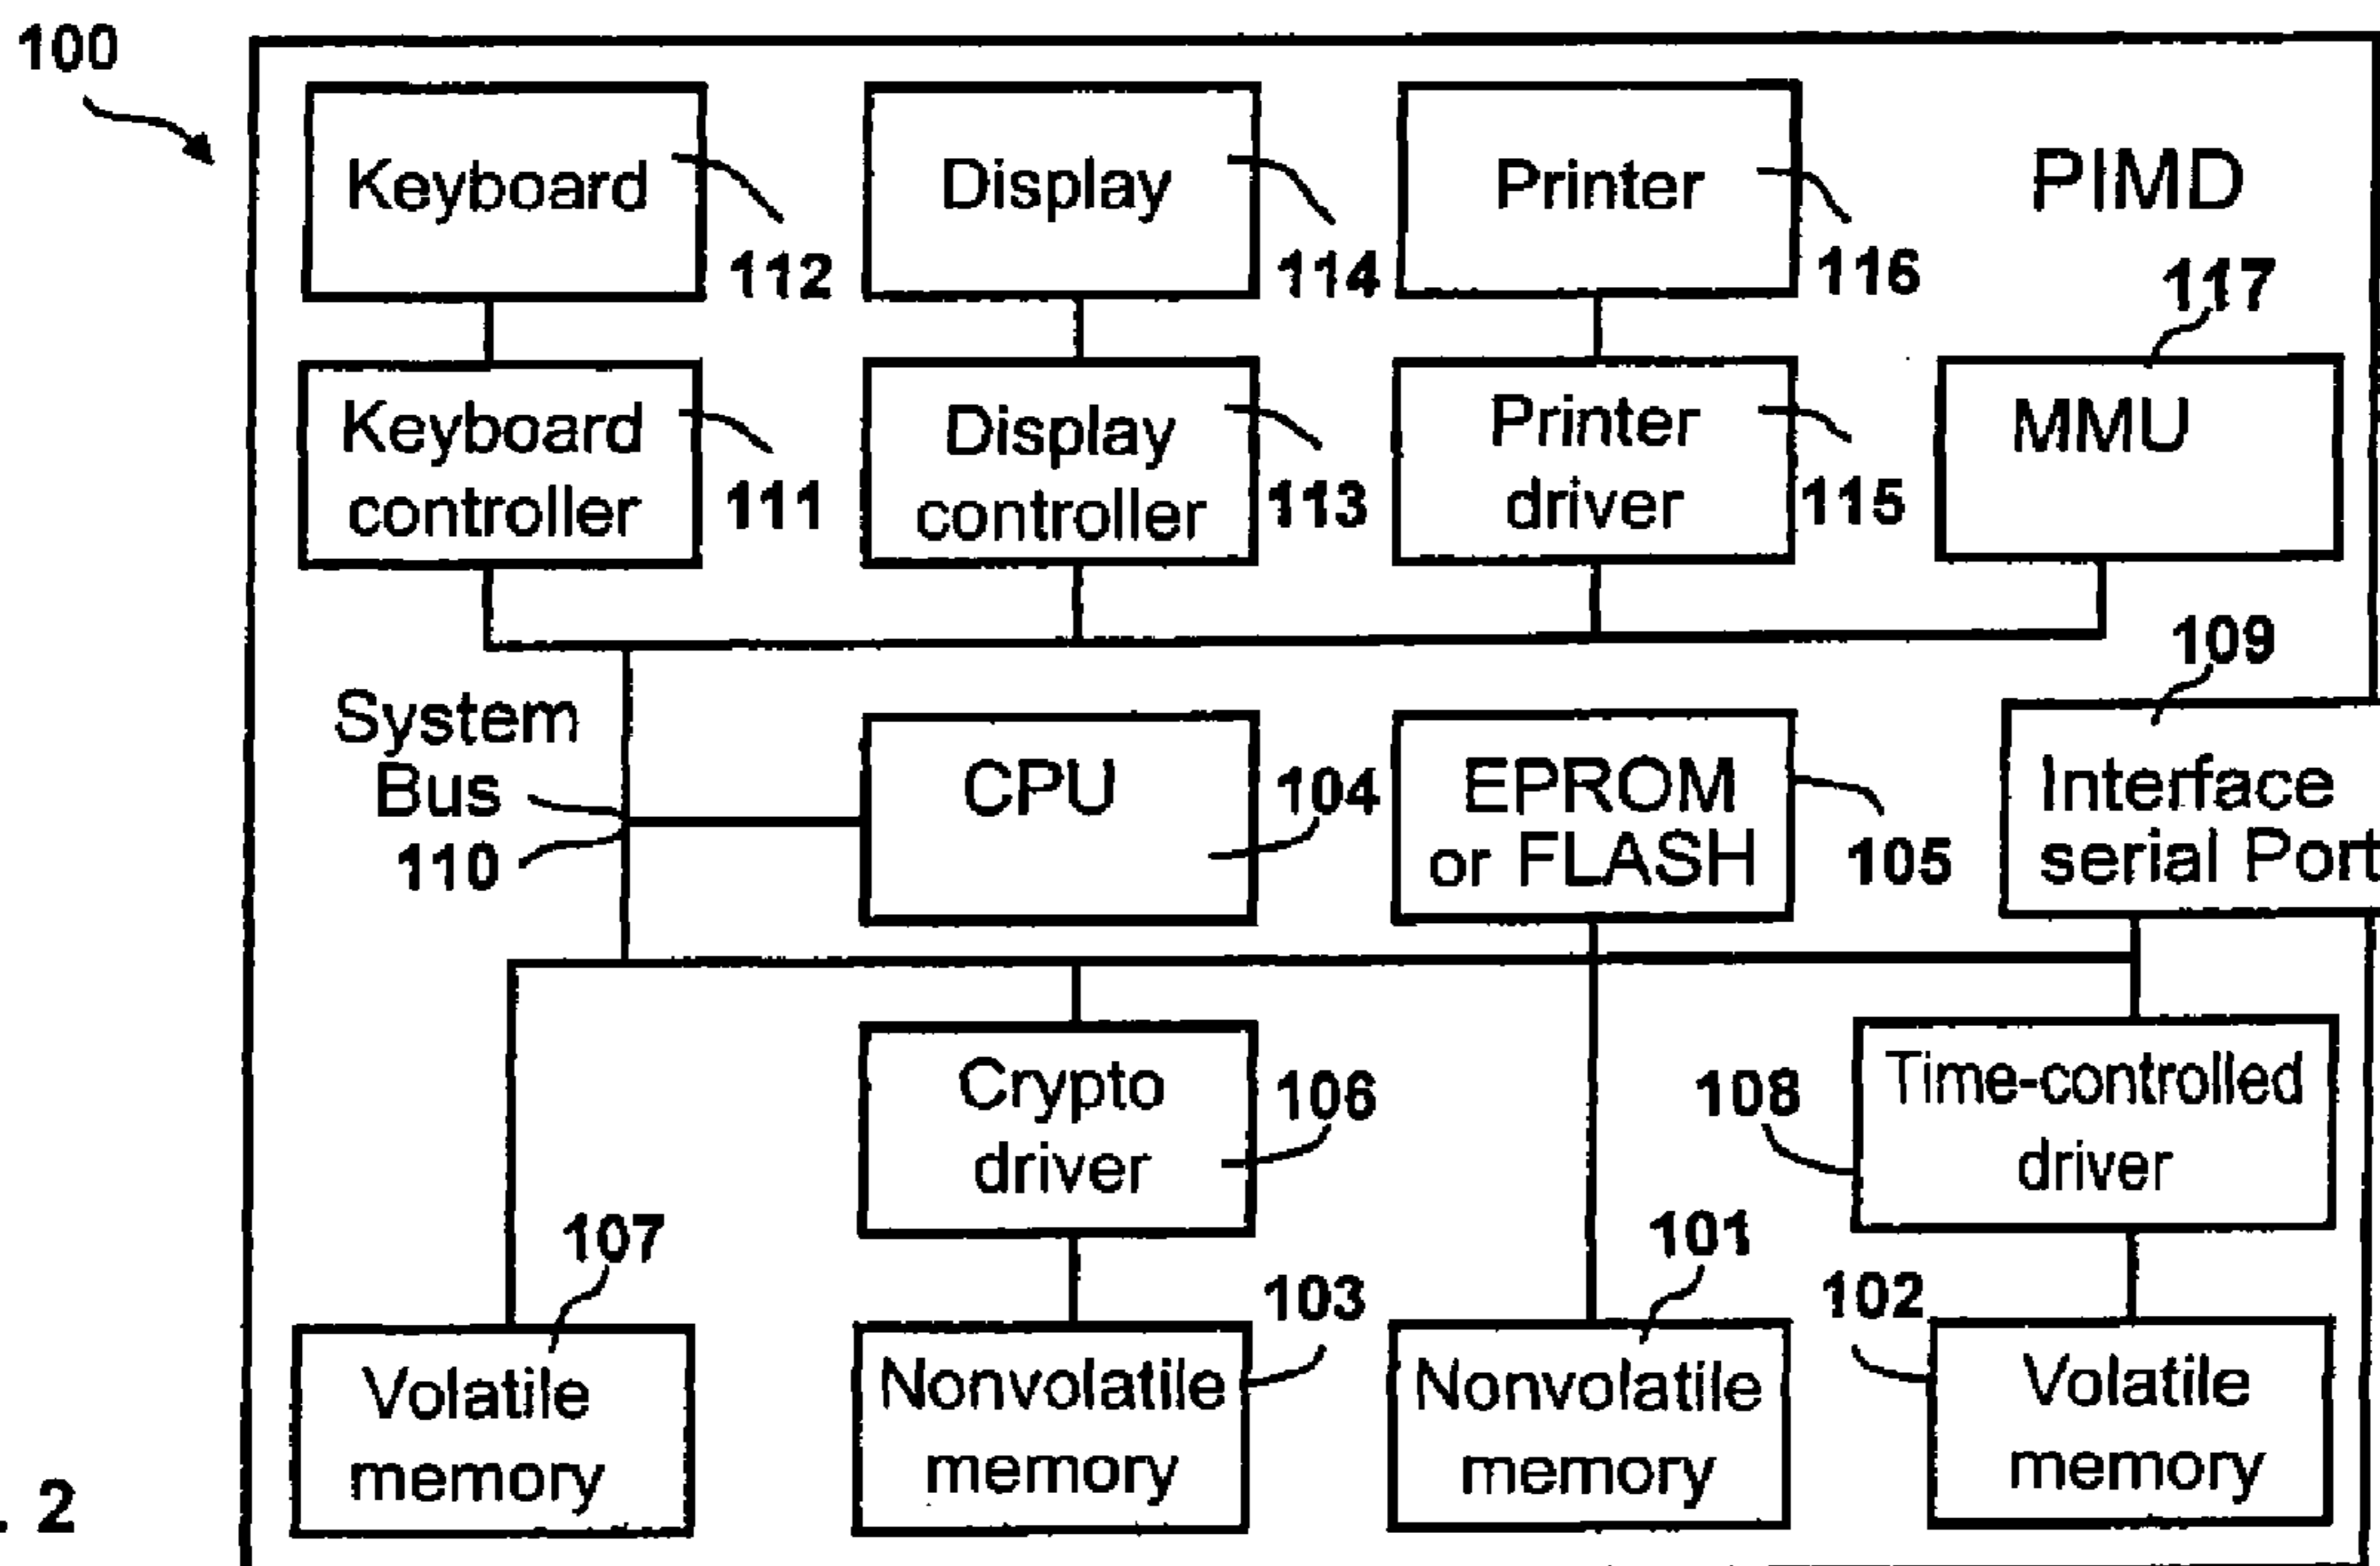 100
Keyboard
Display
Printer
PIMD
112
114
116
117
Keyboard
controller
111
Display
controller
113
Printer
driver
115
MMU
109
System
Bus
110
CPU
104
EPROM
or FLASH
105
Interface
serial Port
Crypto
driver
106
108
Time-controlled
driver
107
103
101
102
Volatile
memory
Nonvolatile
memory
Nonvolatile
memory
Volatile
memory
. 2